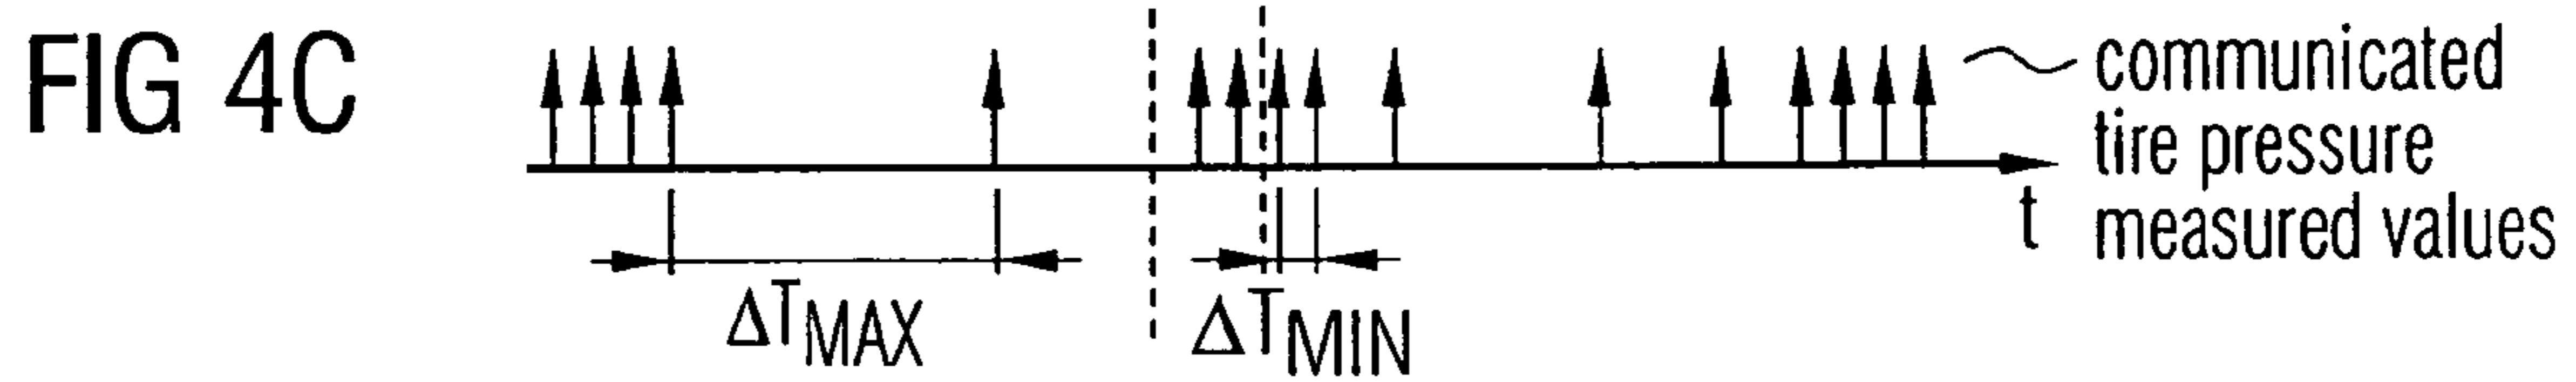 FIG 4C
communicated
tire pressure
measured values
t
ΔTMAX
ΔTMIN